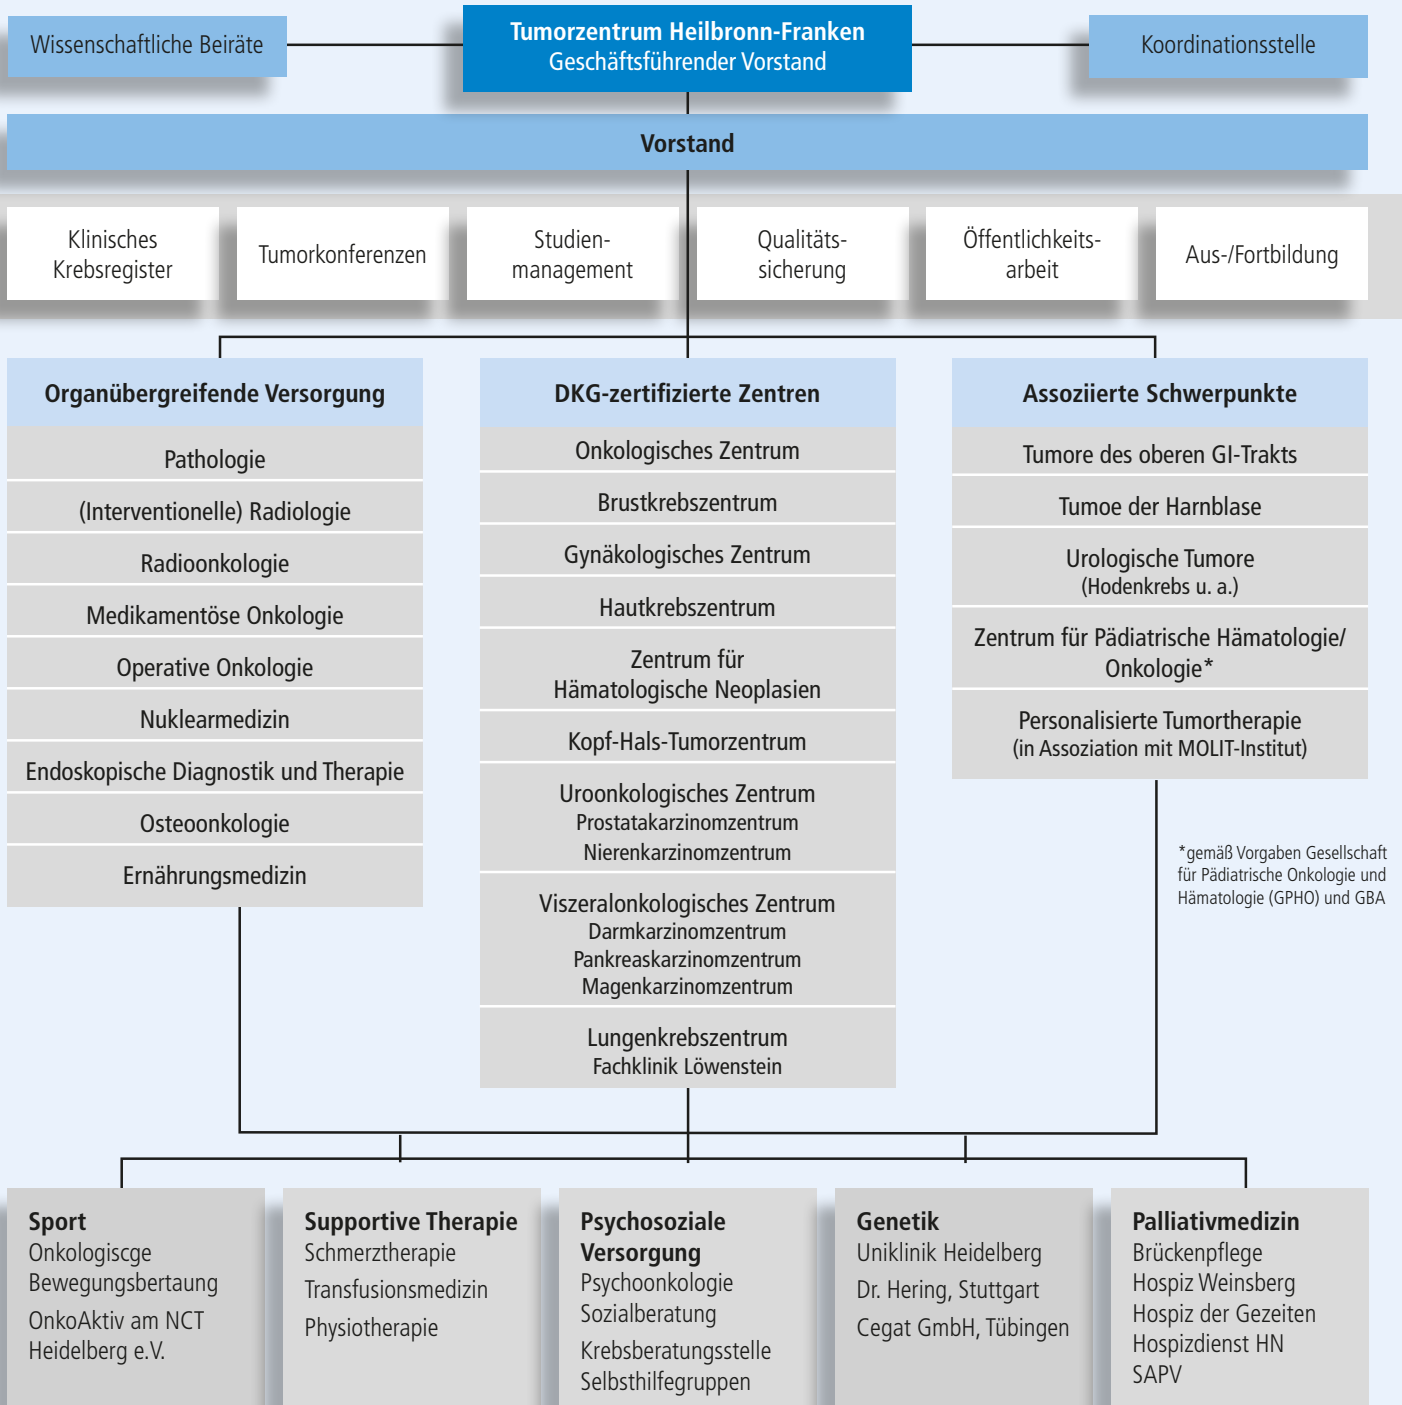 Wissenschaftliche Beiräte
Tumorzentrum Heilbronn-Franken
Geschäftsführender Vorstand
Koordinationsstelle
Vorstand
Klinisches
Krebsregister
Tumorkonferenzen
Studien-
management
Qualitäts-
sicherung
Öffentlichkeits-
arbeit
Aus-/Fortbildung
Organübergreifende Versorgung
Pathologie
(Interventionelle) Radiologie
Radioonkologie
Medikamentöse Onkologie
Operative Onkologie
Nuklearmedizin
Endoskopische Diagnostik und Therapie
Osteoonkologie
Ernährungsmedizin
DKG-zertifizierte Zentren
Onkologisches Zentrum
Brustkrebszentrum
Gynäkologisches Zentrum
Hautkrebszentrum
Zentrum für
Hämatologische Neoplasien
Kopf-Hals-Tumorzentrum
Uroonkologisches Zentrum
Prostatakarzinomzentrum
Nierenkarzinomzentrum
Viszeralonkologisches Zentrum
Darmkarzinomzentrum
Pankreaskarzinomzentrum
Magenkarzinomzentrum
Lungenkrebszentrum
Fachklinik Löwenstein
Assoziierte Schwerpunkte
Tumore des oberen GI-Trakts
Tumoe der Harnblase
Urologische Tumore
(Hodenkrebs u. a.)
Zentrum für Pädiatrische Hämatologie/
Onkologie*
Personalisierte Tumortherapie
(in Assoziation mit MOLIT-Institut)
*gemäß Vorgaben Gesellschaft
für Pädiatrische Onkologie und
Hämatologie (GPHO) und GBA
Sport
Onkologiscge
Bewegungsbertaung
OnkoAktiv am NCT
Heidelberg e.V.
Supportive Therapie
Schmerztherapie
Transfusionsmedizin
Physiotherapie
Psychosoziale
Versorgung
Psychoonkologie
Sozialberatung
Krebsberatungsstelle
Selbsthilfegruppen
Genetik
Uniklinik Heidelberg
Dr. Hering, Stuttgart
Cegat GmbH, Tübingen
Palliativmedizin
Brückenpflege
Hospiz Weinsberg
Hospiz der Gezeiten
Hospizdienst HN
SAPV